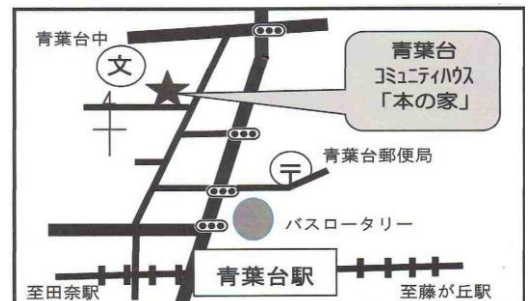 青葉台中
文
青葉台
コミュニティハウス
「本の家」
青葉台郵便局
〒
バスロータリー
青葉台駅
至田奈駅
至藤が丘駅